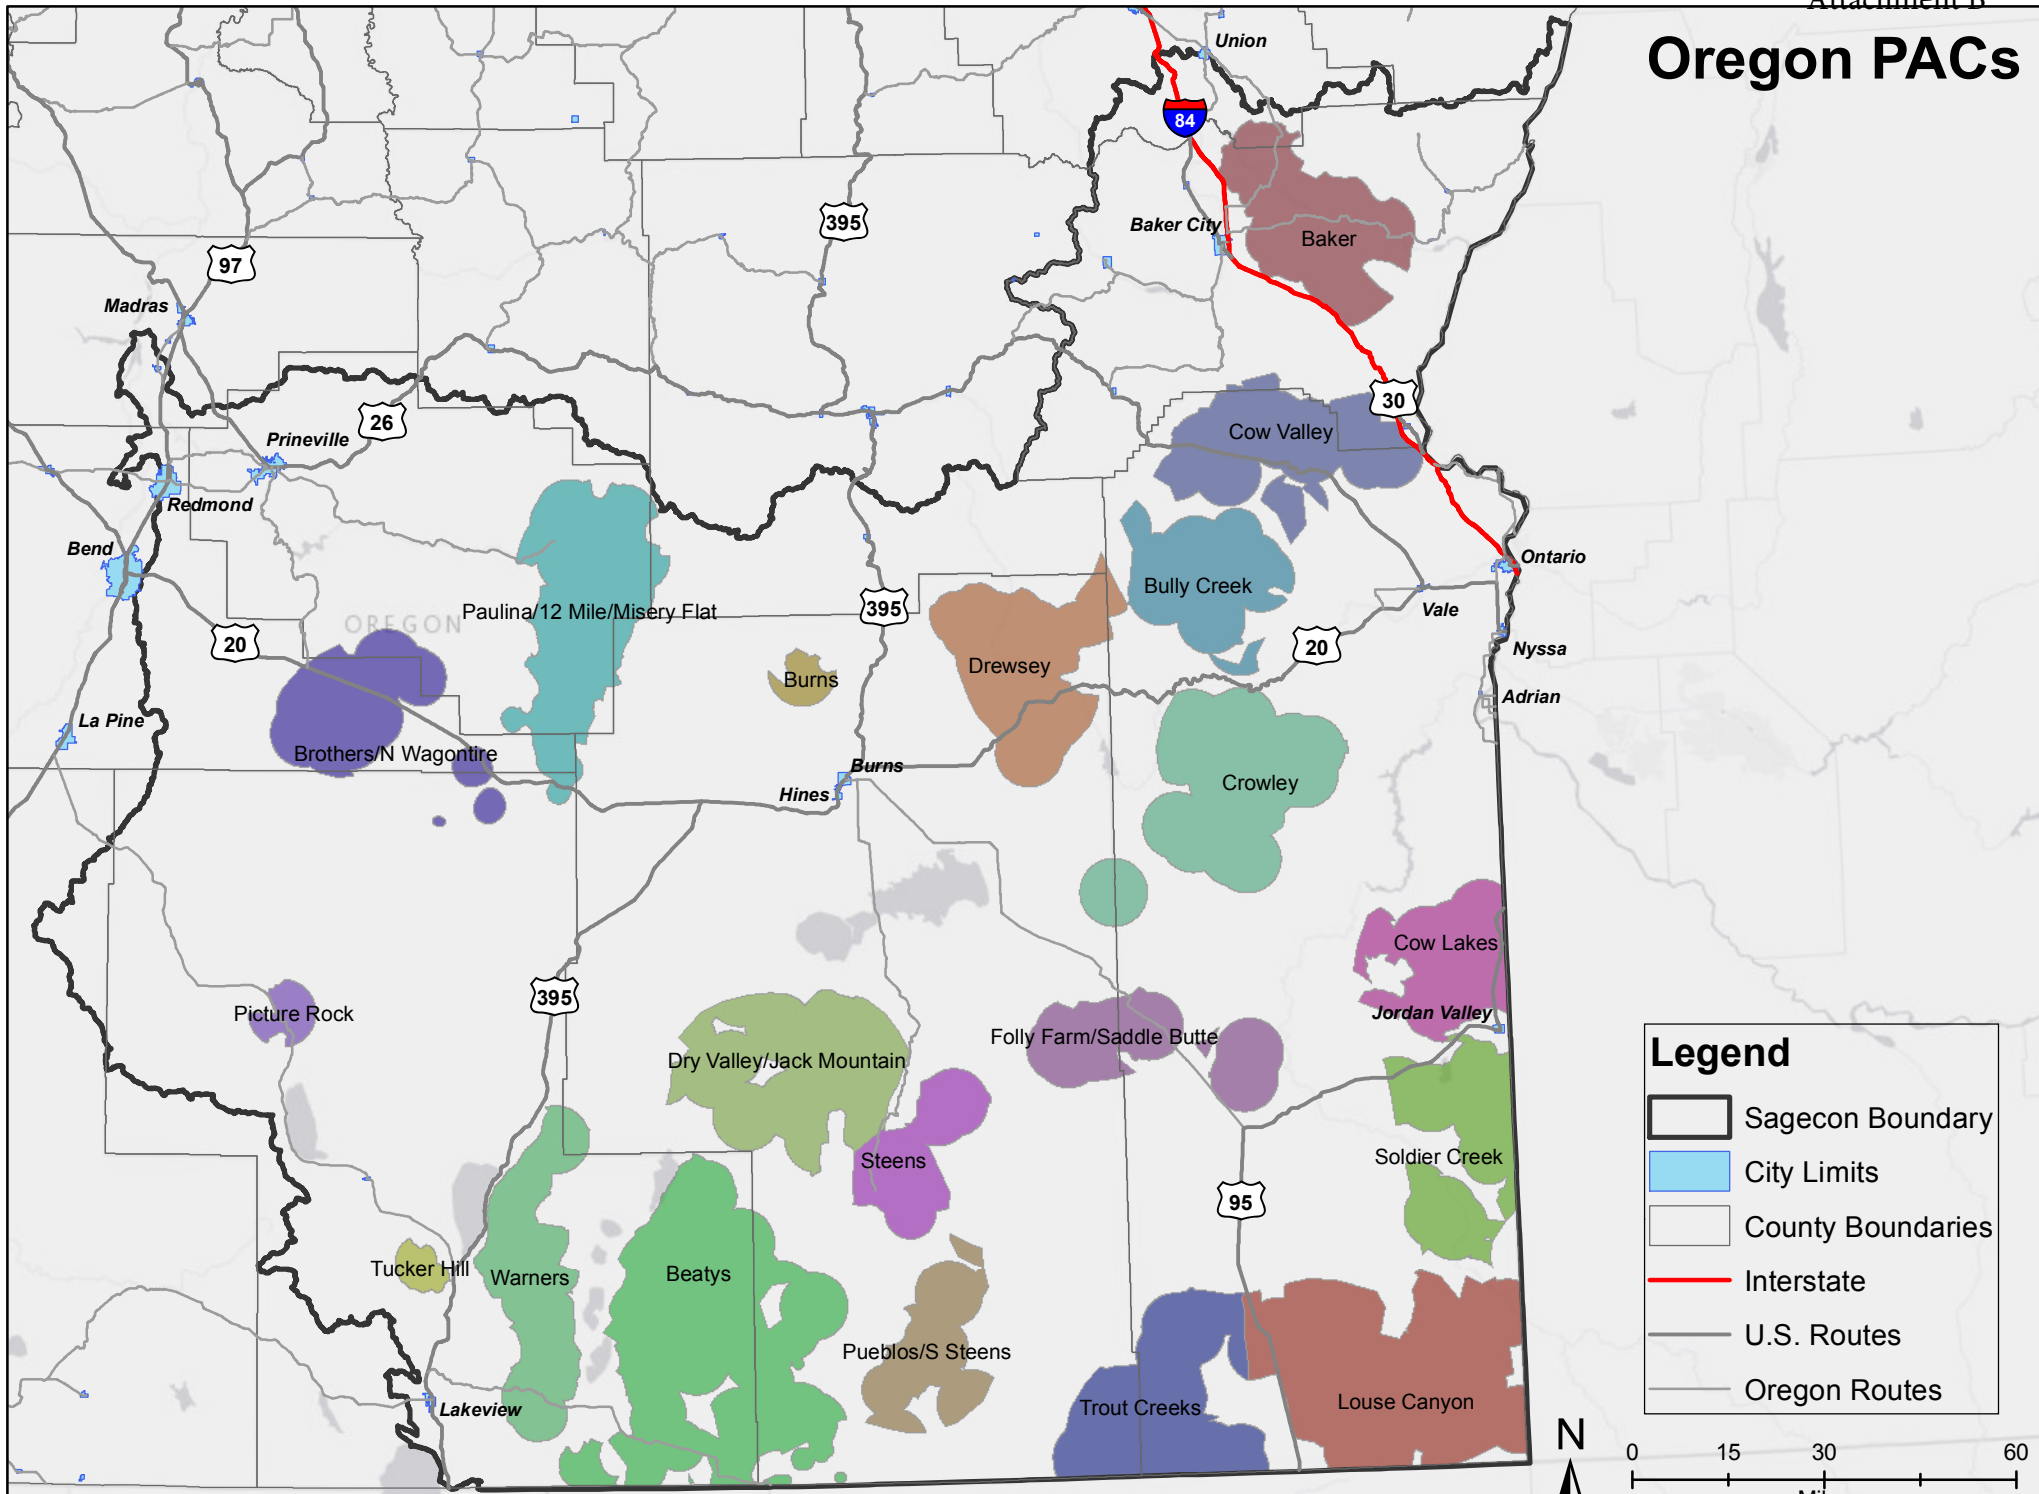 Attachment B
Oregon PACs
Union
84
Baker City
Baker
395
97
Madras
30
26
Prineville
Cow Valley
Redmond
Bend
Ontario
Bully Creek
395
Vale
OREGON
Paulina/12 Mile/Misery Flat
20
20
Nyssa
Drewsey
Burns
Adrian
La Pine
Brothers/N Wagontire
Burns
Hines
Crowley
Cow Lakes
395
Picture Rock
Jordan Valley
Folly Farm/Saddle Butte
Dry Valley/Jack Mountain
Steens
Soldier Creek
95
Tucker Hill
Warners
Beatys
Pueblos/S Steens
Lakeview
Trout Creeks
Louse Canyon
Legend
Sagecon Boundary
City Limits
County Boundaries
Interstate
U.S. Routes
Oregon Routes
N
0 15 30 60